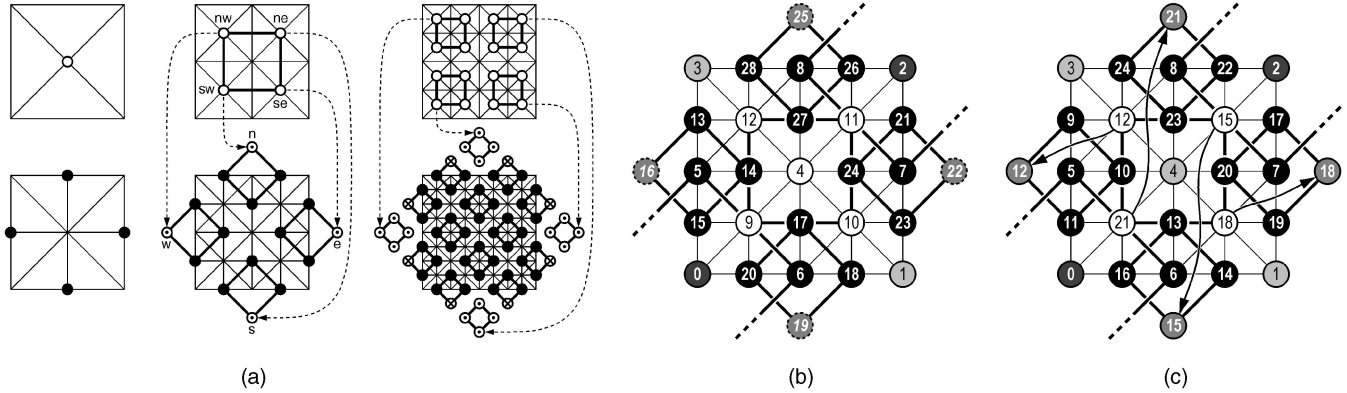 nw ne
sw se
n
w e
s
25
3 28 8 26 2
13 12 27 11 21
16 5 14 4 24 7 22
15 9 17 10 23
0 20 6 18 1
19
21
3 24 8 22 2
9 12 23 15 17
12 5 10 4 20 7 18
11 21 13 18 19
0 16 6 14 1
15
(a) (b) (c)